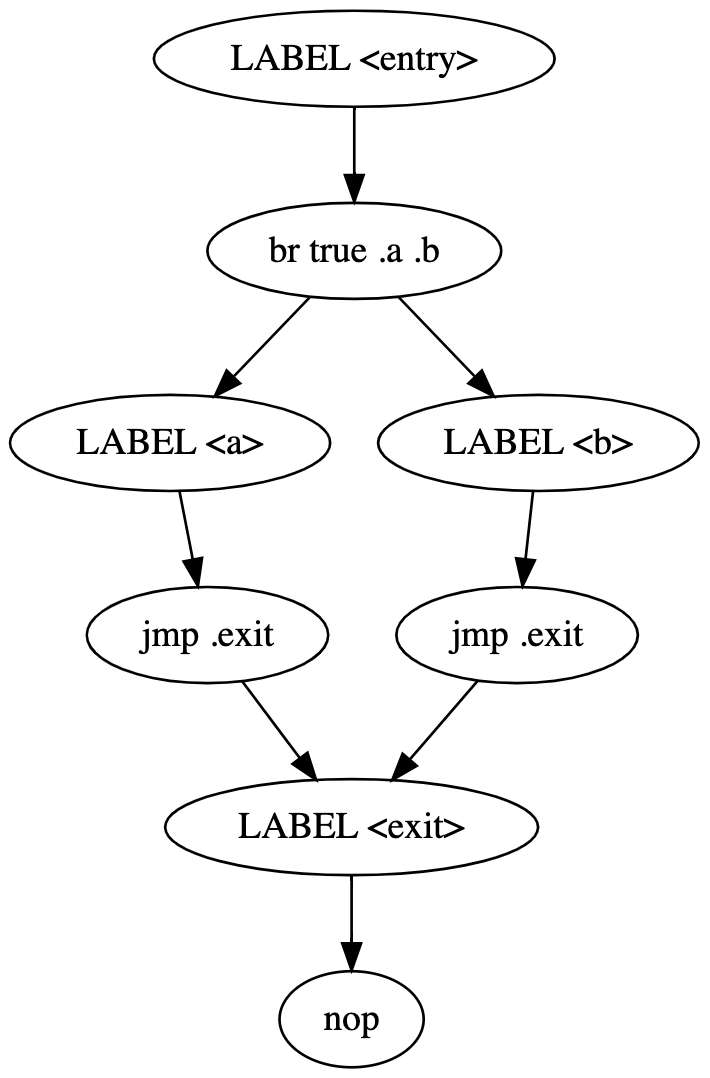 LABEL <entry>
br true .a .b
LABEL <a>
LABEL <b>
jmp .exit
jmp .exit
LABEL <exit>
nop